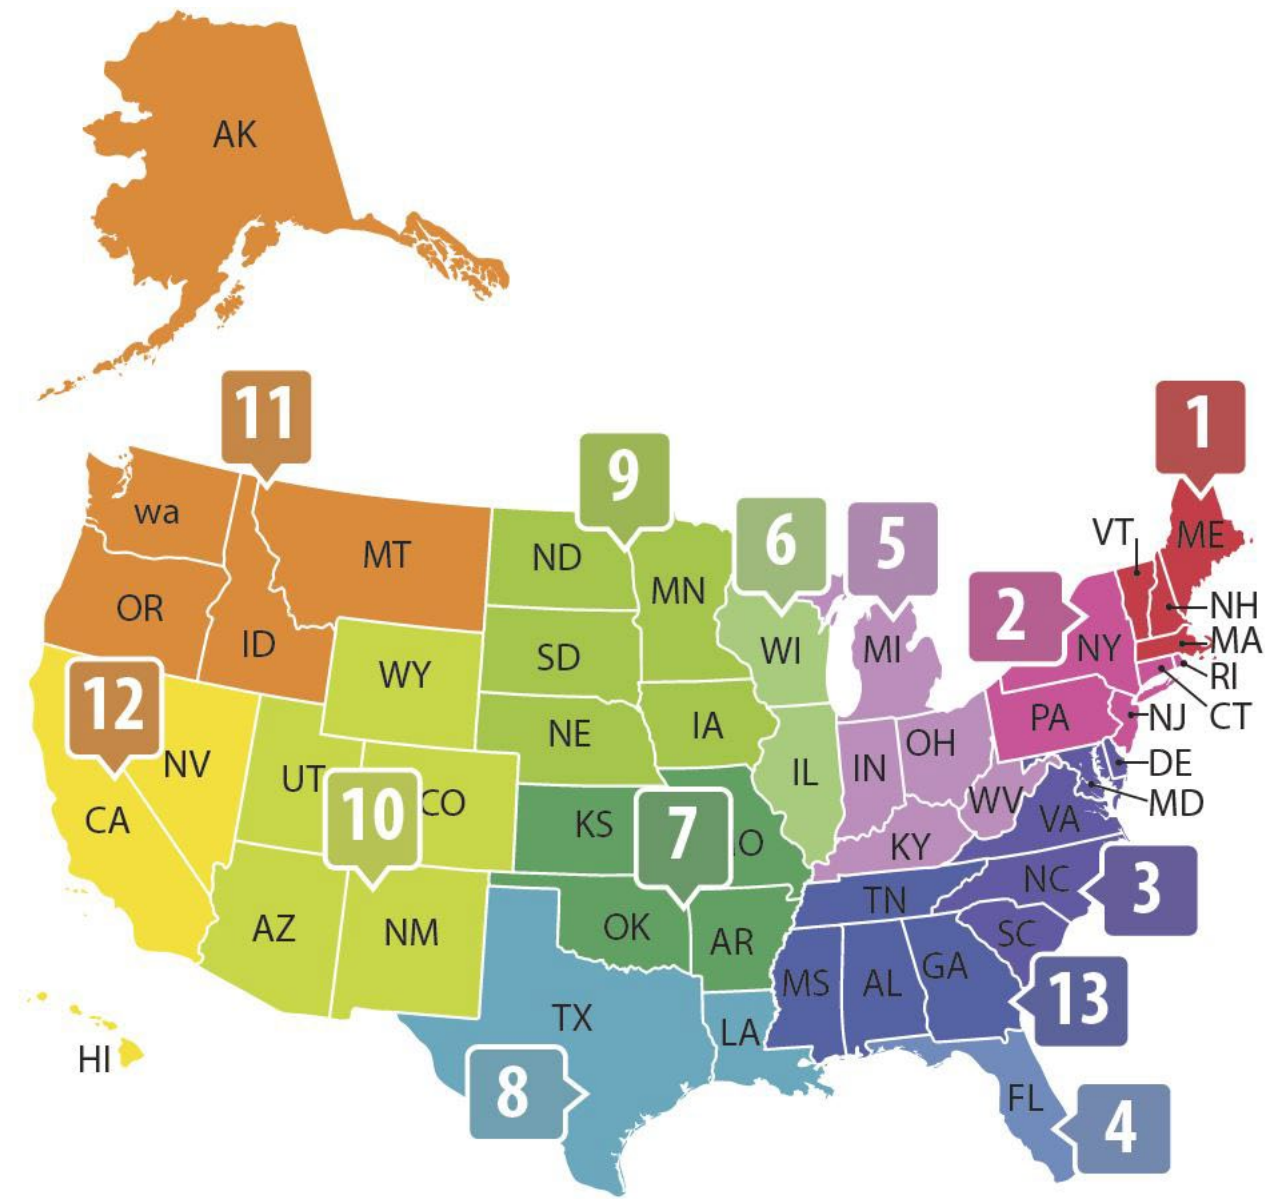 AK
11
1
9
6
5
wa
MT
ND
MN
VT
ME
2
OR
ID
WI
MI
NY
NH
MA
RI
SD
WY
12
NV
NE
IA
PA
NJ
CT
OH
IL
IN
DE
UT
10
CO
WV
MD
CA
KS
7
O
KY
VA
TN
NC
3
AZ
NM
OK
AR
SC
GA
MS
AL
13
TX
LA
HI
8
FL
4